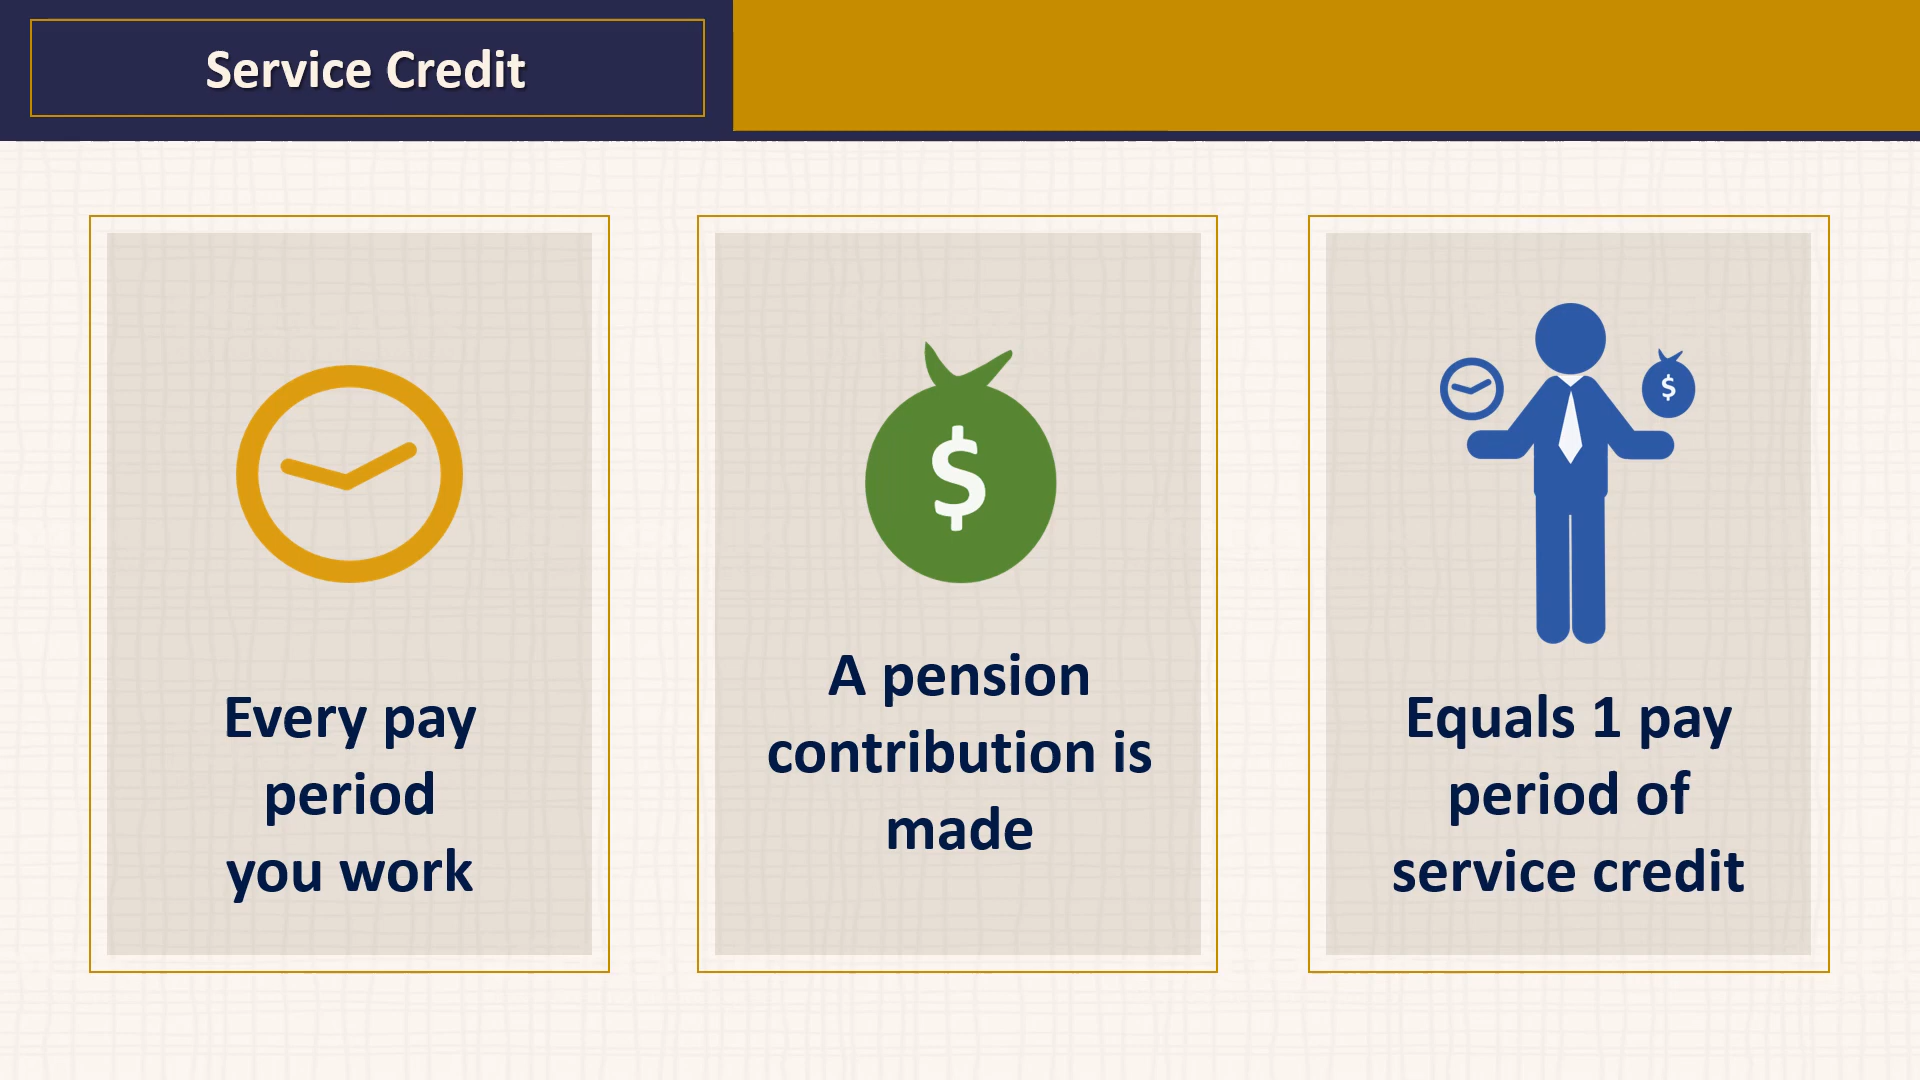 Service Credit
Every pay
period
you work
$
A pension
contribution is
made
$
Equals 1 pay
period of
service credit